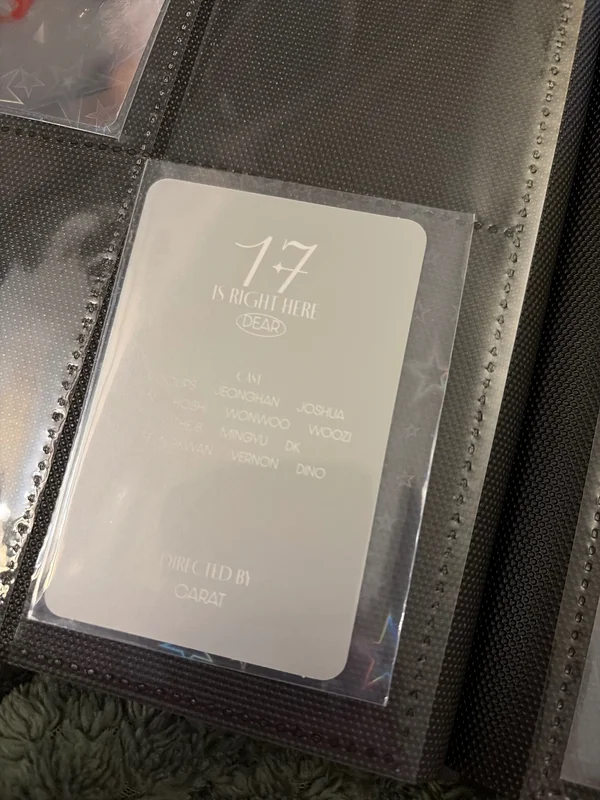 17
IS RIGHT HERE
DEAR
CAST
JEONGHAN JOSHUA
WONWOO WOOZI
MINGYU DK
VERNON DINO
DIRECTED BY
CARAT